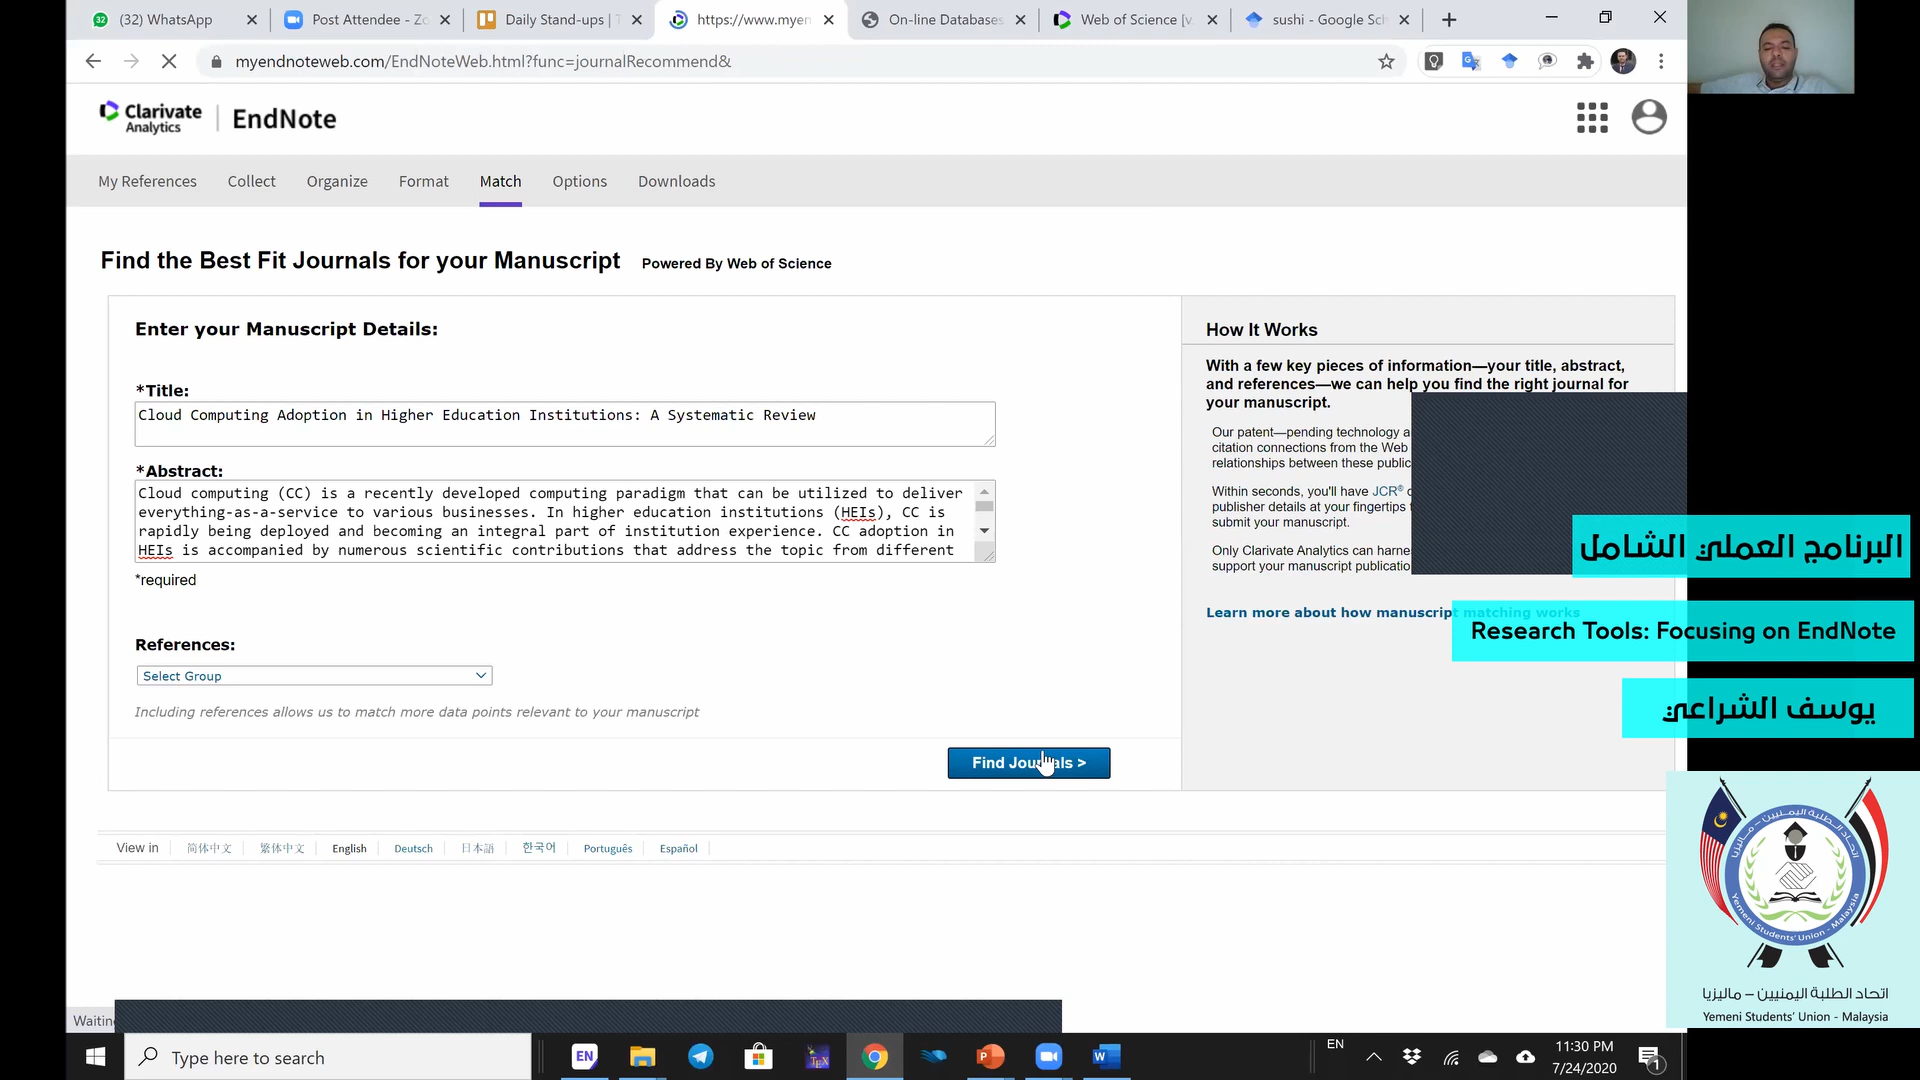 (32) WhatsApp
Post Attendee - Zo
Daily Stand-ups | T
https://www.myen
On-line Databases
Web of Science [v.
sushi - Google Sch
myendnoteweb.com/EndNoteWeb.html?func=journalRecommend&
Clarivate
Analytics
EndNote
My References
Collect
Organize
Format
Match
Options
Downloads
Find the Best Fit Journals for your Manuscript
Powered By Web of Science
Enter your Manuscript Details:
*Title:
Cloud Computing Adoption in Higher Education Institutions: A Systematic Review
*Abstract:
Cloud computing (CC) is a recently developed computing paradigm that can be utilized to deliver
everything-as-a-service to various businesses. In higher education institutions (HEIs), CC is
rapidly being deployed and becoming an integral part of institution experience. CC adoption in
HEIs is accompanied by numerous scientific contributions that address the topic from different
*required
References:
Select Group
Including references allows us to match more data points relevant to your manuscript
Find Journals >
How It Works
With a few key pieces of information—your title, abstract,
and references—we can help you find the right journal for
your manuscript.
Our patent—pending technology a
citation connections from the Web
relationships between these public
Within seconds, you'll have JCR® c
publisher details at your fingertips t
submit your manuscript.
Only Clarivate Analytics can harne
support your manuscript publicatio
Learn more about how manuscript matching works
البرنامج العملي الشامل
Research Tools: Focusing on EndNote
يوسف الشراعي
اتحاد الطلبة اليمنيين - ماليزيا
Yemeni Students' Union - Malaysia
اتحاد الطلبة اليمنيين – ماليزيا
Yemeni Students' Union - Malaysia
View in
简体中文
繁体中文
English
Deutsch
日本語
한국어
Português
Español
Waitin
Type here to search
EN
TEX
P
W
EN
11:30 PM
7/24/2020
1